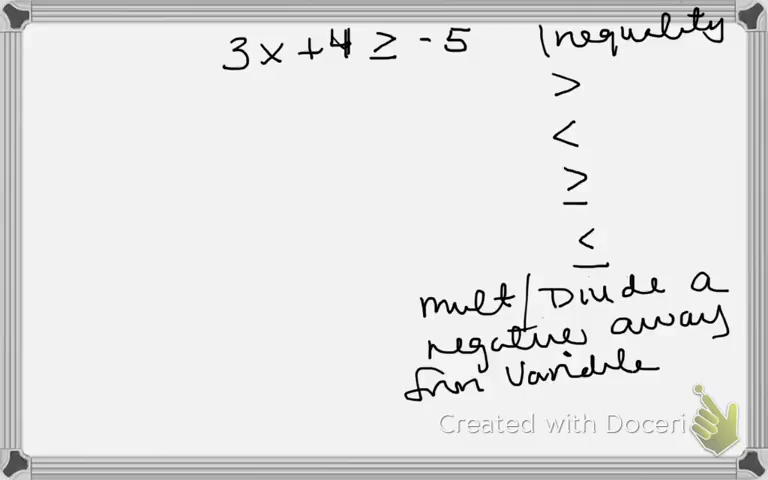 3x + 4 ≥ -5
Inequality
>
<
≥
≤
mult/Divide a
negative away
from Variable
Created with Doceri